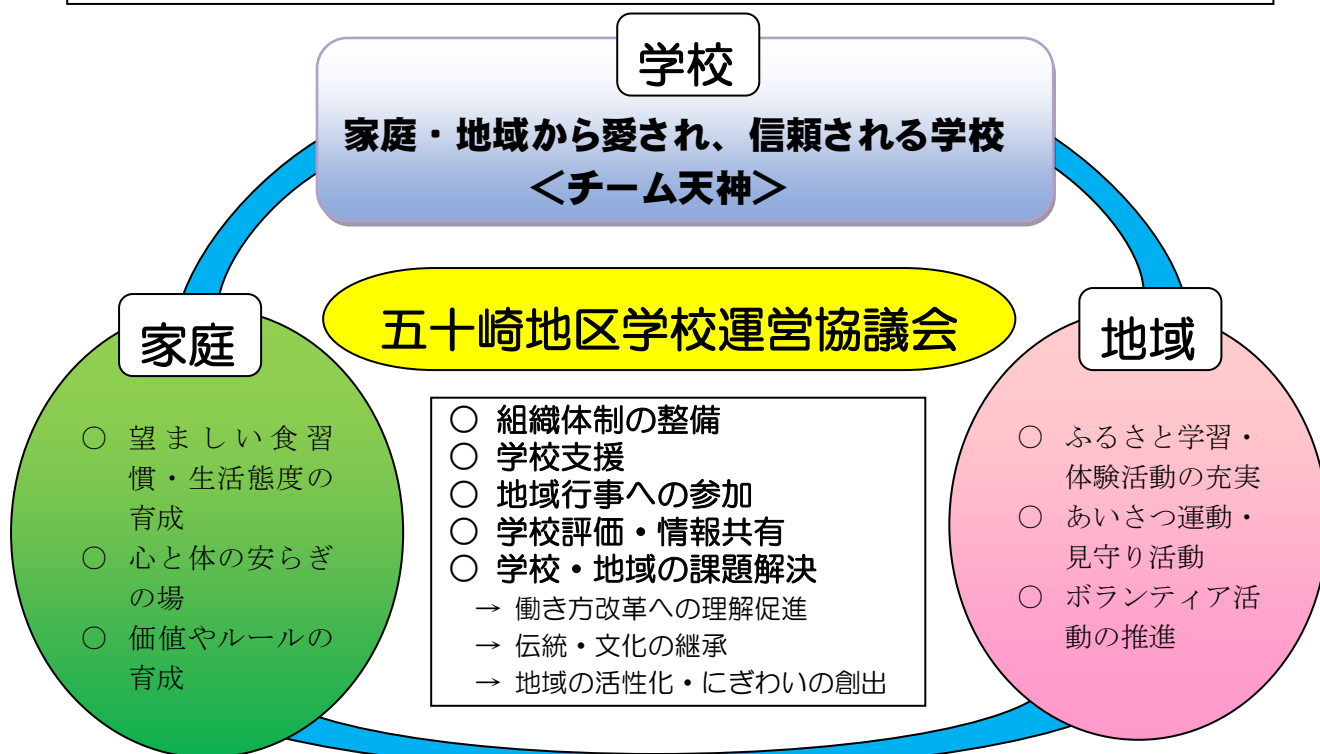 学校
家庭・地域から愛され、信頼される学校
＜チーム天神＞
五十崎地区学校運営協議会
家庭
○ 望ましい食習
慣・生活態度の
育成
○ 心と体の安らぎ
の場
○ 価値やルールの
育成
○ 組織体制の整備
○ 学校支援
○ 地域行事への参加
○ 学校評価・情報共有
○ 学校・地域の課題解決
→ 働き方改革への理解促進
→ 伝統・文化の継承
→ 地域の活性化・にぎわいの創出
地域
○ ふるさと学習・
体験活動の充実
○ あいさつ運動・
見守り活動
○ ボランティア活
動の推進